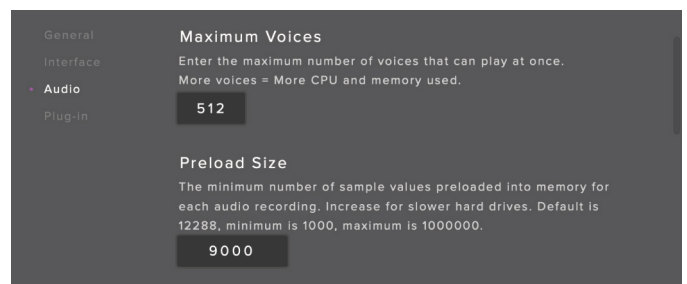 General
Interface
Audio
Plug-in
Maximum Voices
Enter the maximum number of voices that can play at once.
More voices = More CPU and memory used.
512
Preload Size
The minimum number of sample values preloaded into memory for
each audio recording. Increase for slower hard drives. Default is
12288, minimum is 1000, maximum is 1000000.
9000